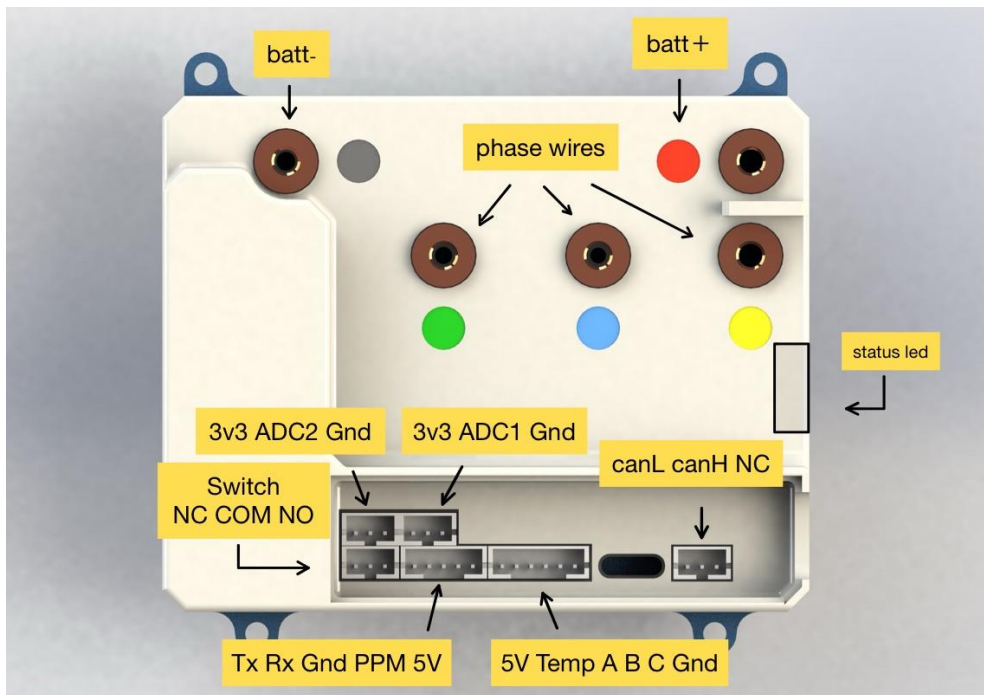 batt-
batt+
phase wires
status led
3v3 ADC2 Gnd
3v3 ADC1 Gnd
canL canH NC
Switch
NC COM NO
Tx Rx Gnd PPM 5V
5V Temp A B C Gnd